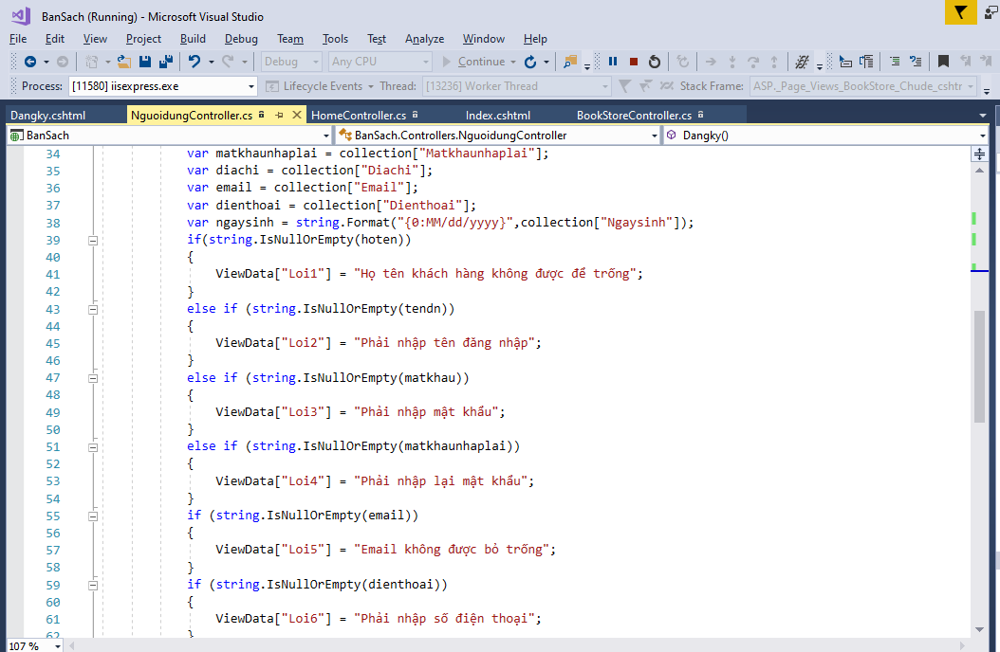 BanSach (Running) - Microsoft Visual Studio
File Edit View Project Build Debug Team Tools Test Analyze Window Help
Debug Any CPU Continue
Process: [11580] iisexpress.exe Lifecycle Events Thread: [13236] Worker Thread Stack Frame: ASP._Page_Views_BookStore_Chude_cshtr
Dangky.cshtml NguoidungController.cs HomeController.cs Index.cshtml BookStoreController.cs
BanSach BanSach.Controllers.NguoidungController Dangky()
34 var matkhaunhaplai = collection["Matkhaunhaplai"];
35 var diachi = collection["Diachi"];
36 var email = collection["Email"];
37 var dienthoai = collection["Dienthoai"];
38 var ngaysinh = string.Format("{0:MM/dd/yyyy}",collection["Ngaysinh"]);
39 if(string.IsNullOrEmpty(hoten))
40 {
41 ViewData["Loi1"] = "Họ tên khách hàng không được để trống";
42 }
43 else if (string.IsNullOrEmpty(tendn))
44 {
45 ViewData["Loi2"] = "Phải nhập tên đăng nhập";
46 }
47 else if (string.IsNullOrEmpty(matkhau))
48 {
49 ViewData["Loi3"] = "Phải nhập mật khẩu";
50 }
51 else if (string.IsNullOrEmpty(matkhaunhaplai))
52 {
53 ViewData["Loi4"] = "Phải nhập lại mật khẩu";
54 }
55 if (string.IsNullOrEmpty(email))
56 {
57 ViewData["Loi5"] = "Email không được bỏ trống";
58 }
59 if (string.IsNullOrEmpty(dienthoai))
60 {
61 ViewData["Loi6"] = "Phải nhập số điện thoại";
62 }
107 %